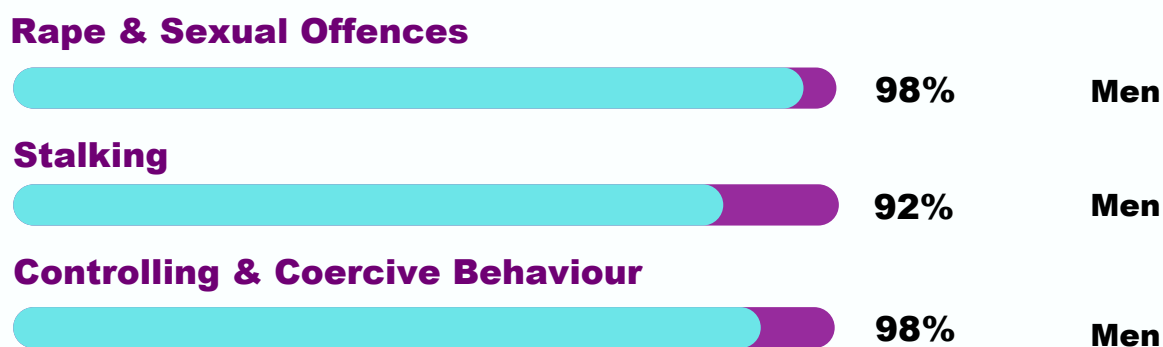 Rape & Sexual Offences
98% Men
Stalking
92% Men
Controlling & Coercive Behaviour
98% Men